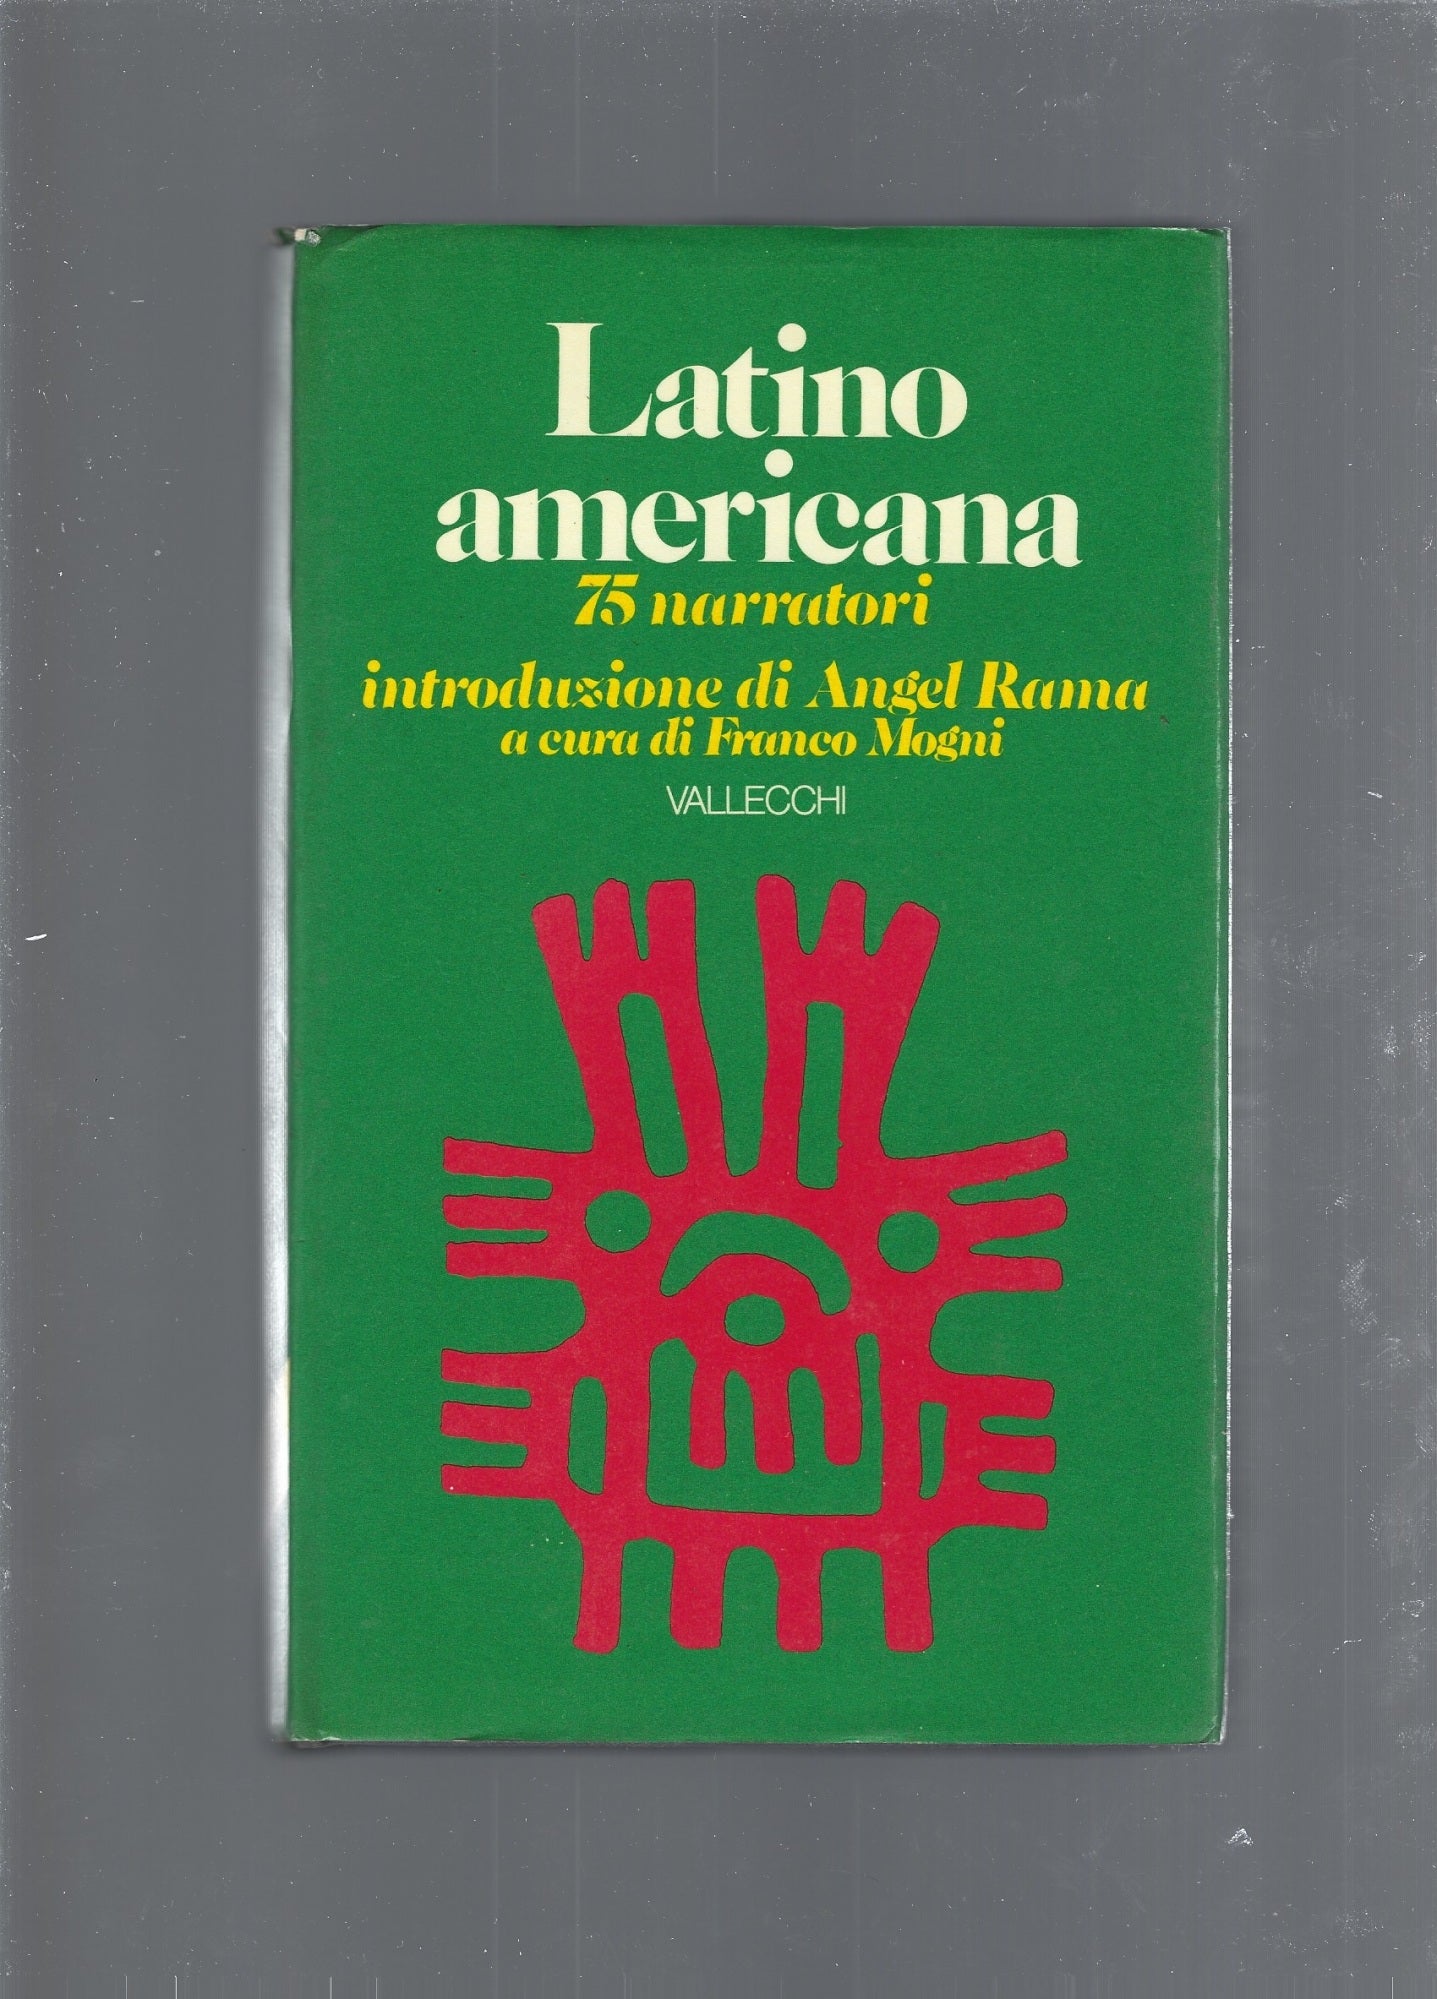 Latino
americana
75 narratori
introduzione di Angel Rama
a cura di Franco Mogni
VALLECCHI